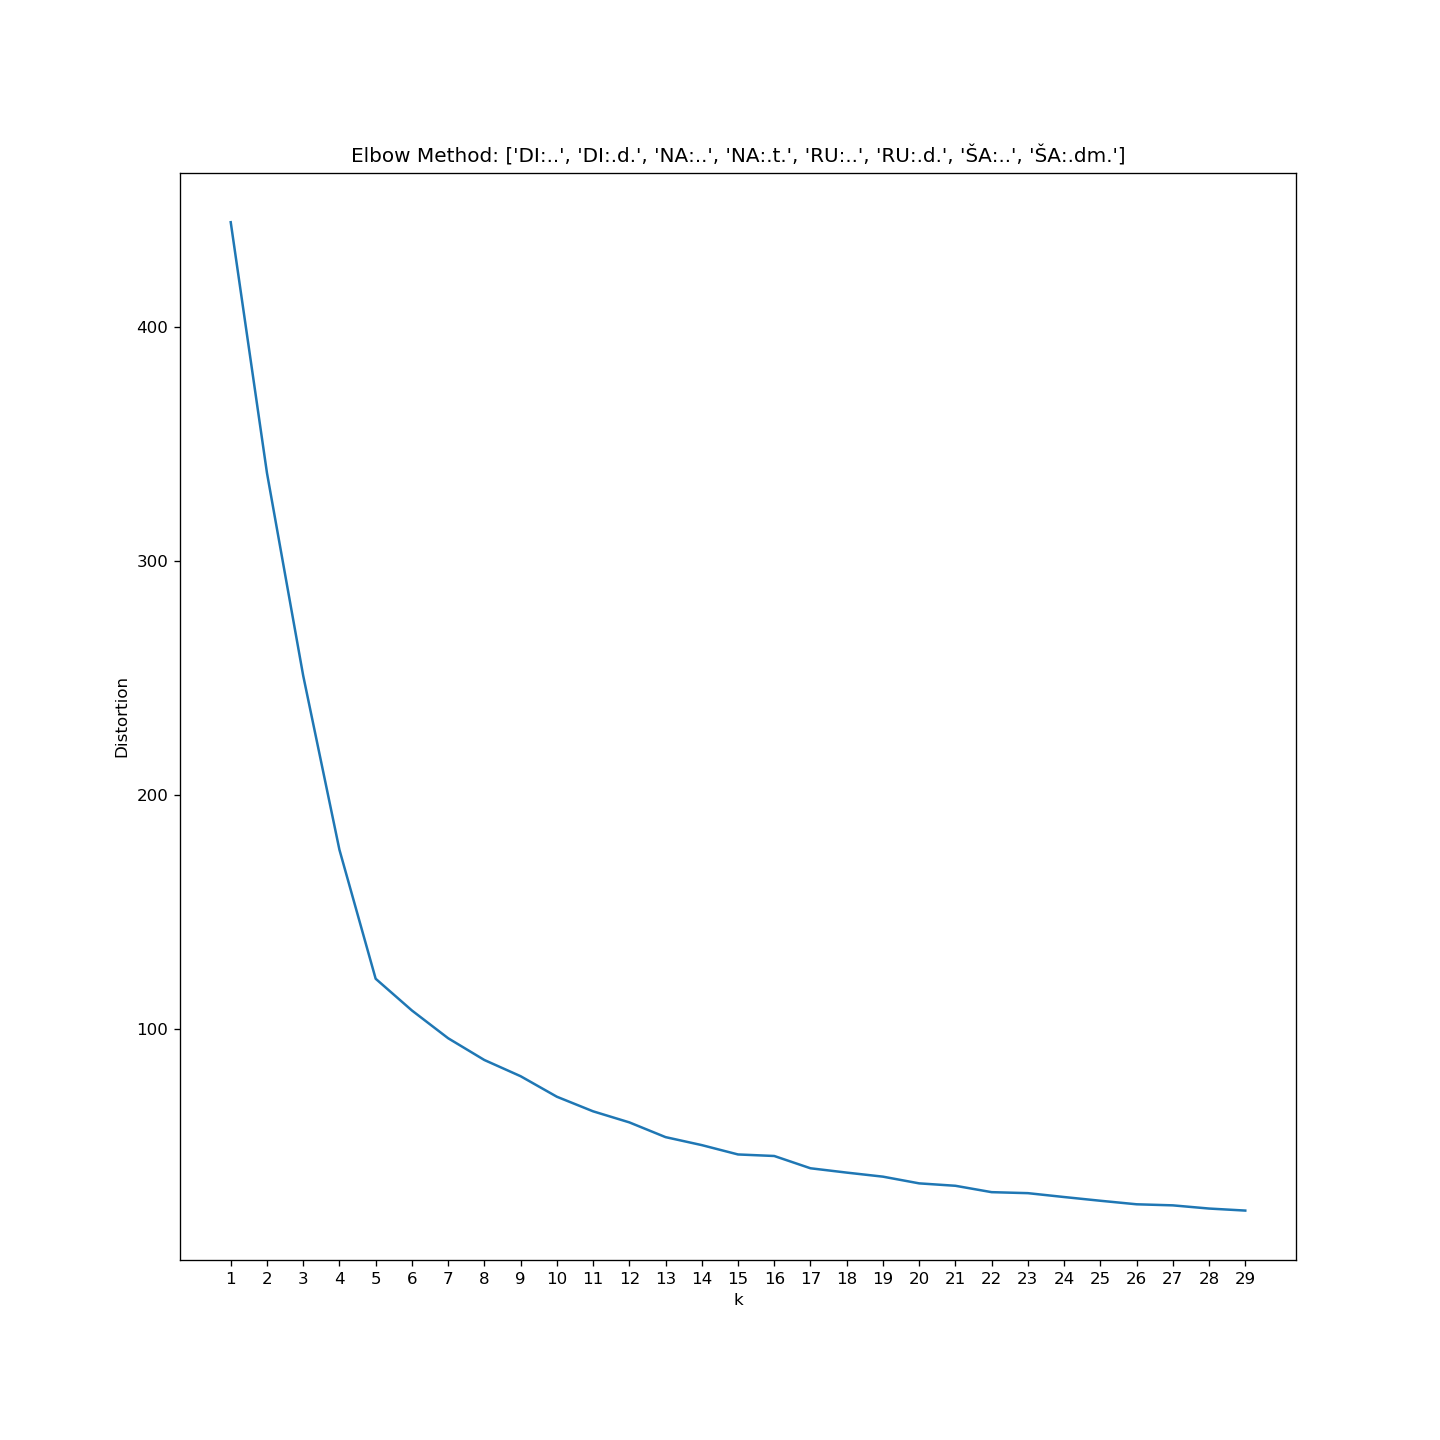 Elbow Method: ['DI:..', 'DI:.d.', 'NA:..', 'NA:.t.', 'RU:..', 'RU:.d.', 'ŠA:..', 'ŠA:.dm.']
400
300
200
100
Distortion
1 2 3 4 5 6 7 8 9 10 11 12 13 14 15 16 17 18 19 20 21 22 23 24 25 26 27 28 29
k